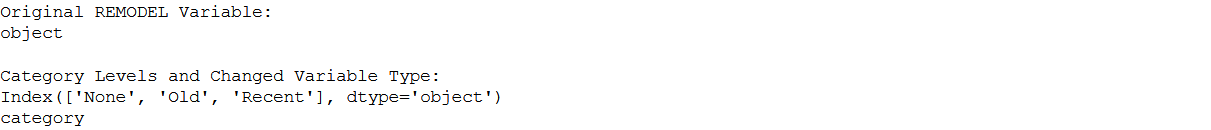 Original REMODEL Variable:
object
Category Levels and Changed Variable Type:
Index(['None', 'Old', 'Recent'], dtype='object')
category